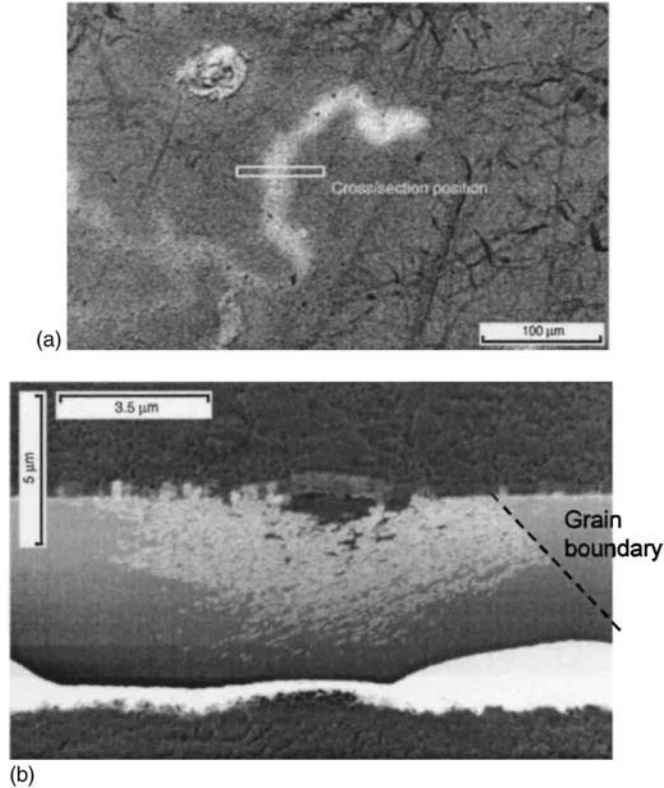 Cross/section position
100 µm
(a)
3.5 µm
5 µm
Grain
boundary
(b)